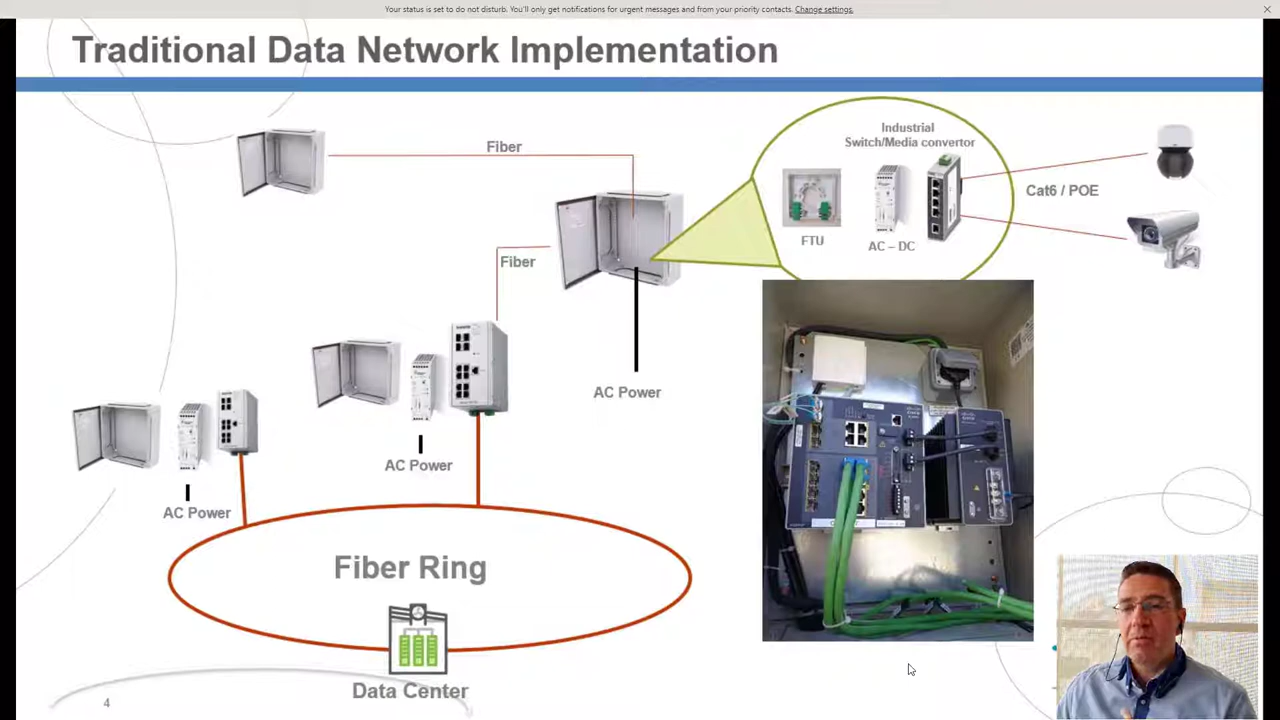 Your status is set to do not disturb. You'll only get notifications for urgent messages and from your priority contacts. Change settings.
Traditional Data Network Implementation
Fiber
Industrial
Switch/Media convertor
Cat6 / POE
FTU
AC – DC
Fiber
AC Power
AC Power
AC Power
Fiber Ring
Data Center
4